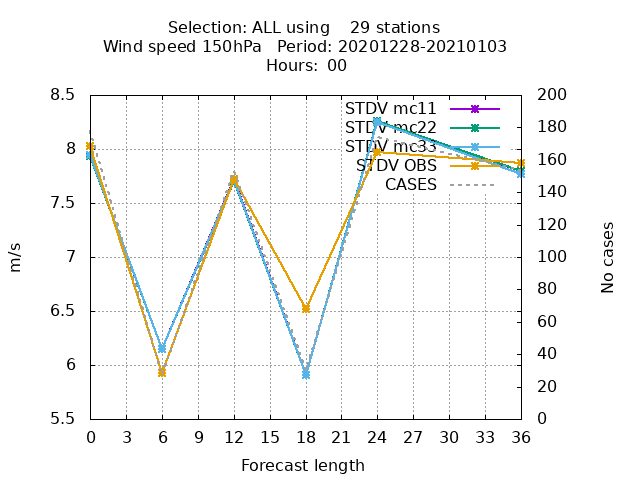 Selection: ALL using 29 stations
Wind speed 150hPa Period: 20201228-20210103
Hours: 00
STDV mc11
STDV mc22
STDV mc33
STDV OBS
CASES
m/s
8.5
8
7.5
7
6.5
6
5.5
200
180
160
140
120
100
80
60
40
20
0
No cases
0 3 6 9 12 15 18 21 24 27 30 33 36
Forecast length